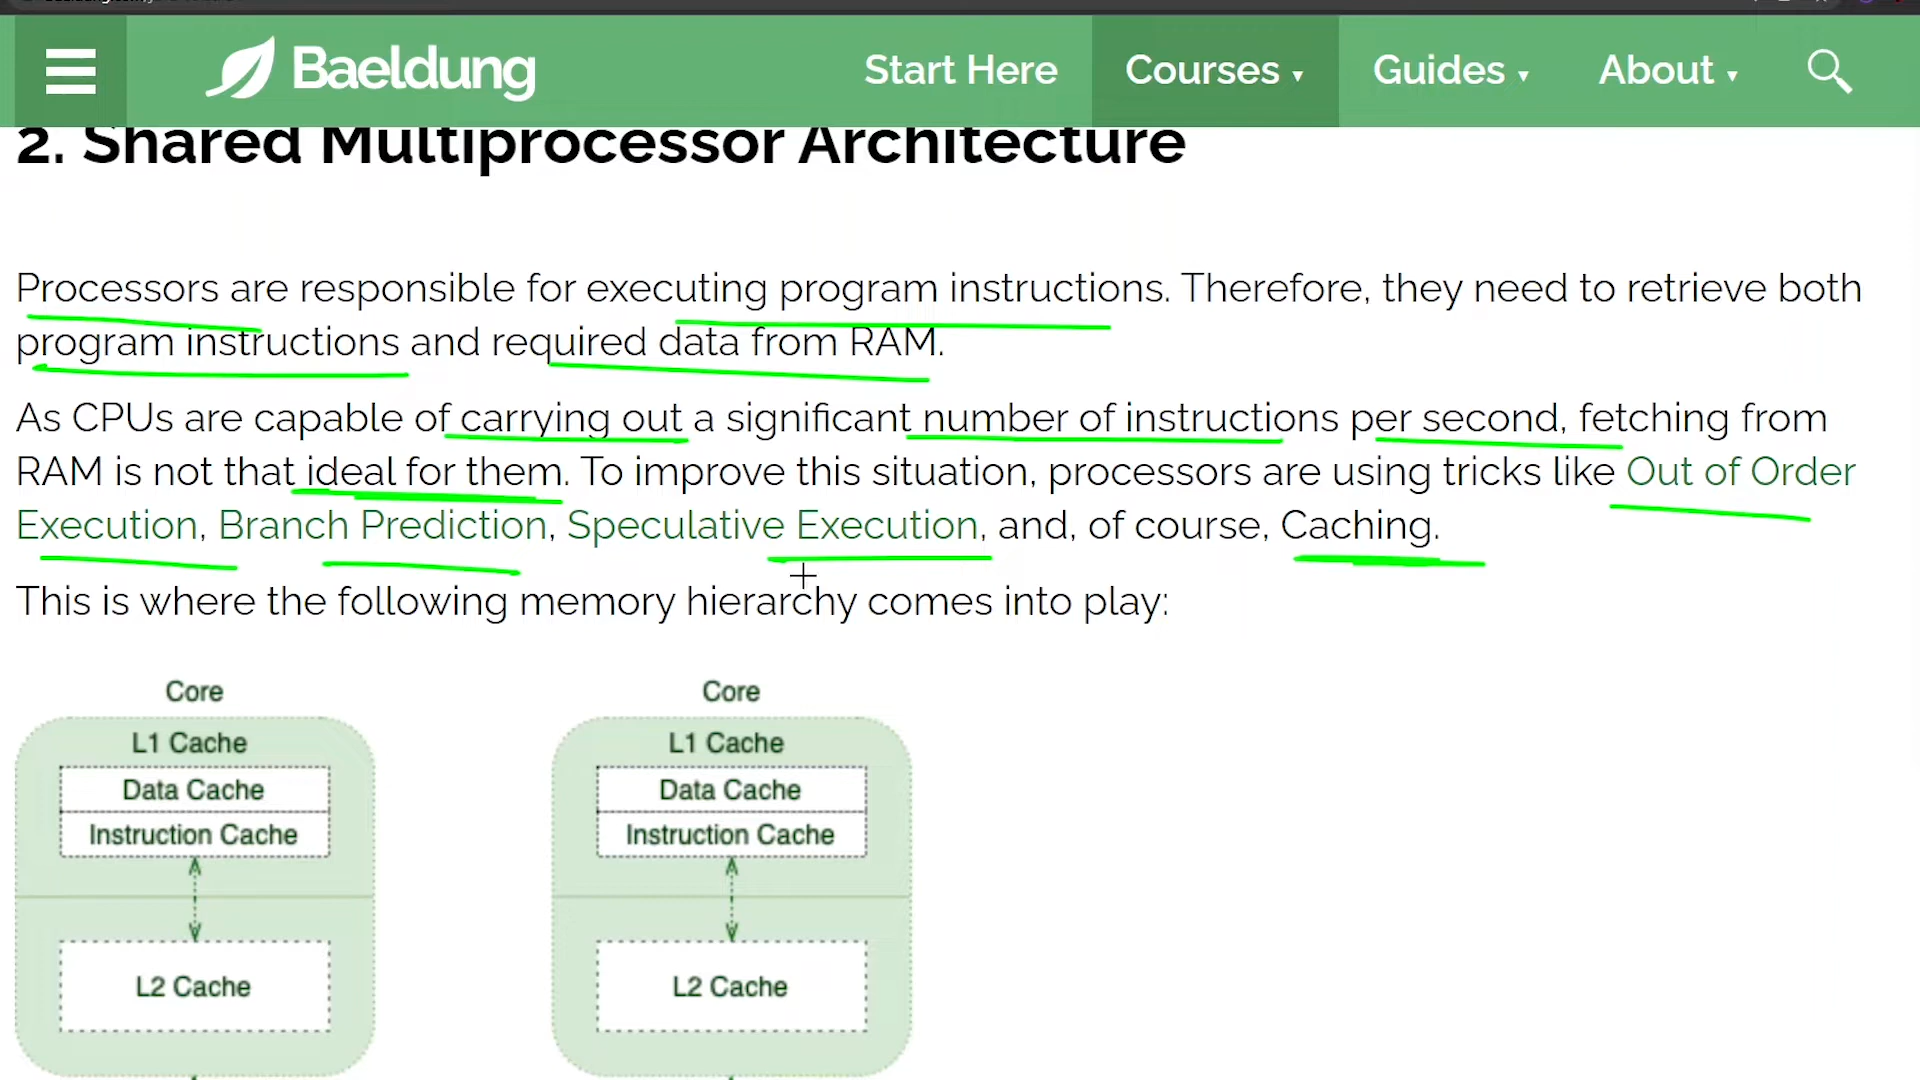 Baeldung
Start Here
Courses ▾
Guides ▾
About ▾
2. Shared Multiprocessor Architecture
Processors are responsible for executing program instructions. Therefore, they need to retrieve both
program instructions and required data from RAM.
As CPUs are capable of carrying out a significant number of instructions per second, fetching from
RAM is not that ideal for them. To improve this situation, processors are using tricks like Out of Order
Execution, Branch Prediction, Speculative Execution, and, of course, Caching.
This is where the following memory hierarchy comes into play:
Core
L1 Cache
Data Cache
Instruction Cache
L2 Cache
Core
L1 Cache
Data Cache
Instruction Cache
L2 Cache